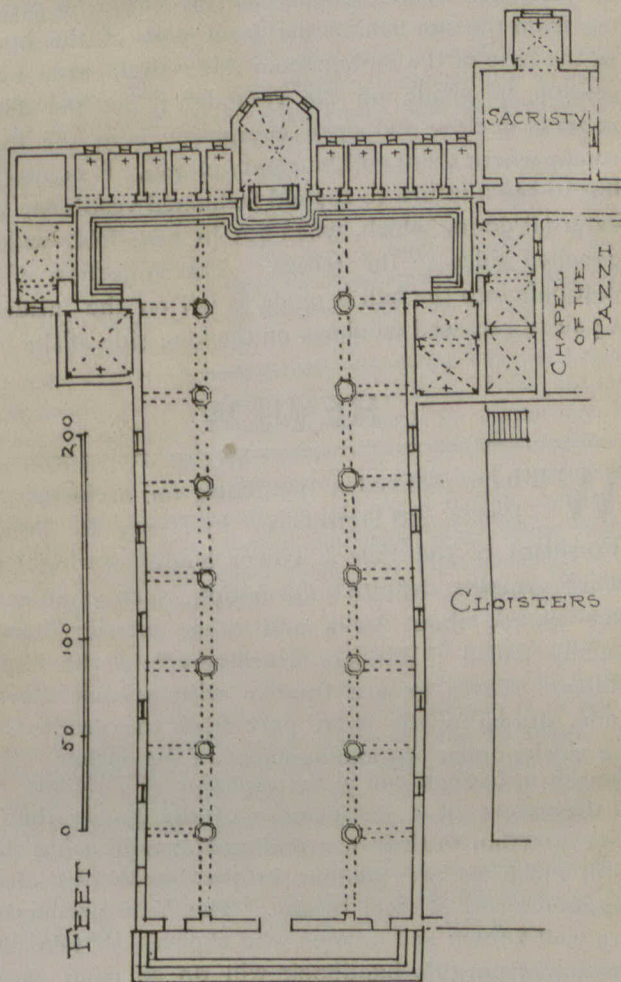 SACRISTY
CHAPEL
OF THE
PAZZI
CLOISTERS
200
100
50
0
FEET